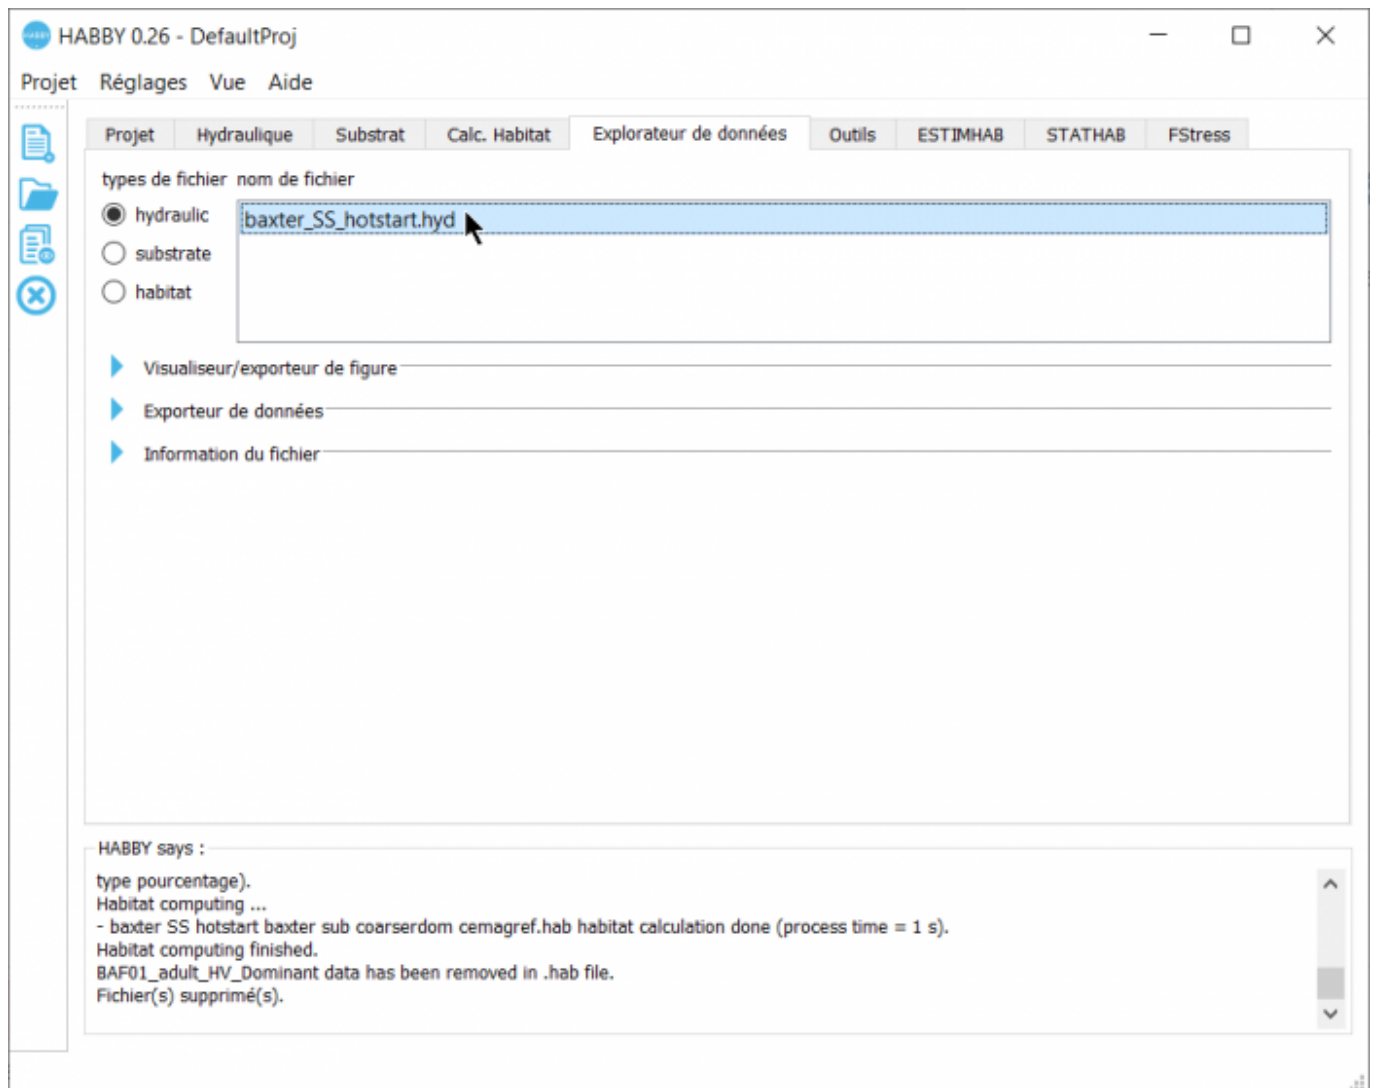 HABBY 0.26 - DefaultProj
Projet Réglages Vue Aide
Projet Hydraulique Substrat Calc. Habitat Explorateur de données Outils ESTIMHAB STATHAB FStress
types de fichier nom de fichier
hydraulic baxter_SS_hotstart.hyd
substrate
habitat
Visualiseur/exporteur de figure
Exporteur de données
Information du fichier
HABBY says :
type pourcentage).
Habitat computing ...
- baxter SS hotstart baxter sub coarserdom cemagref.hab habitat calculation done (process time = 1 s).
Habitat computing finished.
BAF01_adult_HV_Dominant data has been removed in .hab file.
Fichier(s) supprimé(s).